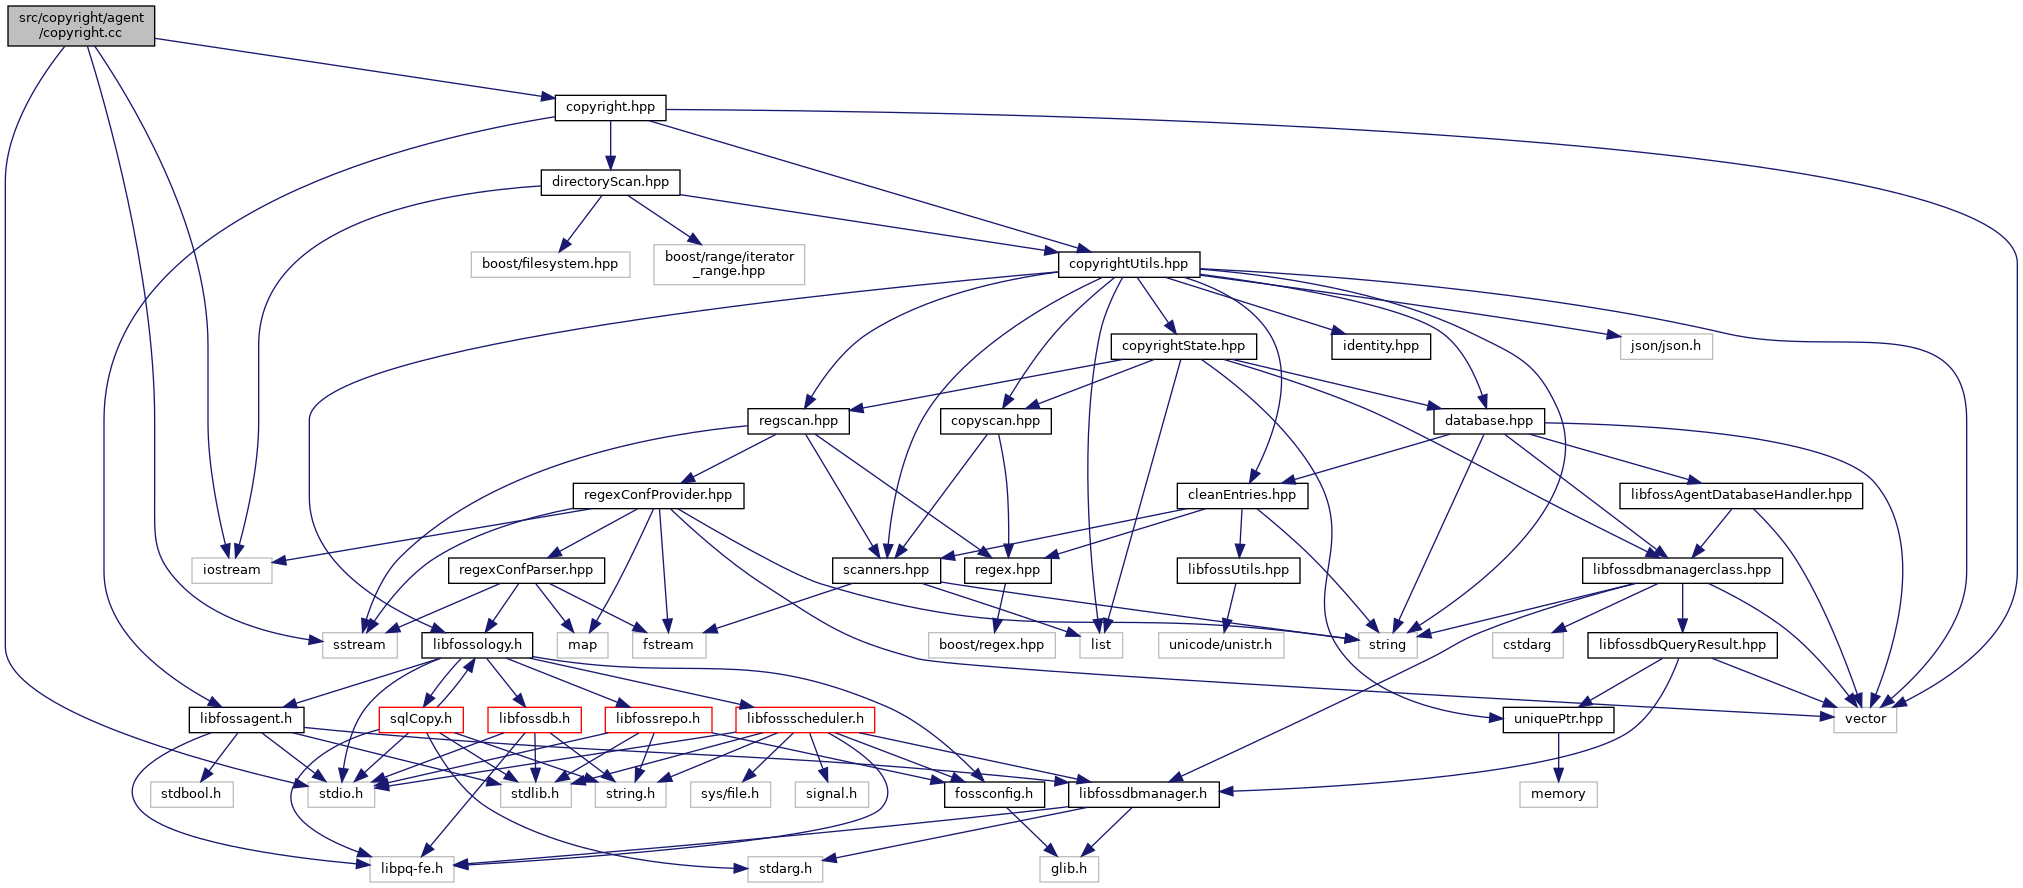 src/copyright/agent
/copyright.cc
copyright.hpp
directoryScan.hpp
boost/filesystem.hpp
boost/range/iterator
_range.hpp
copyrightUtils.hpp
copyrightState.hpp
identity.hpp
json/json.h
regscan.hpp
copyscan.hpp
database.hpp
regexConfProvider.hpp
cleanEntries.hpp
libfossAgentDatabaseHandler.hpp
iostream
regexConfParser.hpp
scanners.hpp
regex.hpp
libfossUtils.hpp
libfossdbmanagerclass.hpp
sstream
libfossology.h
map
fstream
boost/regex.hpp
list
unicode/unistr.h
string
cstdarg
libfossdbQueryResult.hpp
libfossagent.h
sqlCopy.h
libfossdb.h
libfossrepo.h
libfossscheduler.h
uniquePtr.hpp
vector
stdbool.h
stdio.h
stdlib.h
string.h
sys/file.h
signal.h
fossconfig.h
libfossdbmanager.h
memory
libpq-fe.h
stdarg.h
glib.h